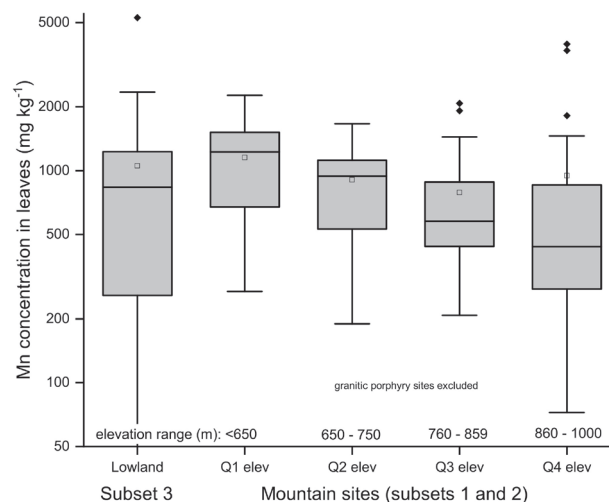 Mn concentration in leaves (mg kg⁻¹)
5000
2000
1000
500
200
100
50
granitic porphyry sites excluded
elevation range (m): <650 650 - 750 760 - 859 860 - 1000
Lowland Q1 elev Q2 elev Q3 elev Q4 elev
Subset 3 Mountain sites (subsets 1 and 2)